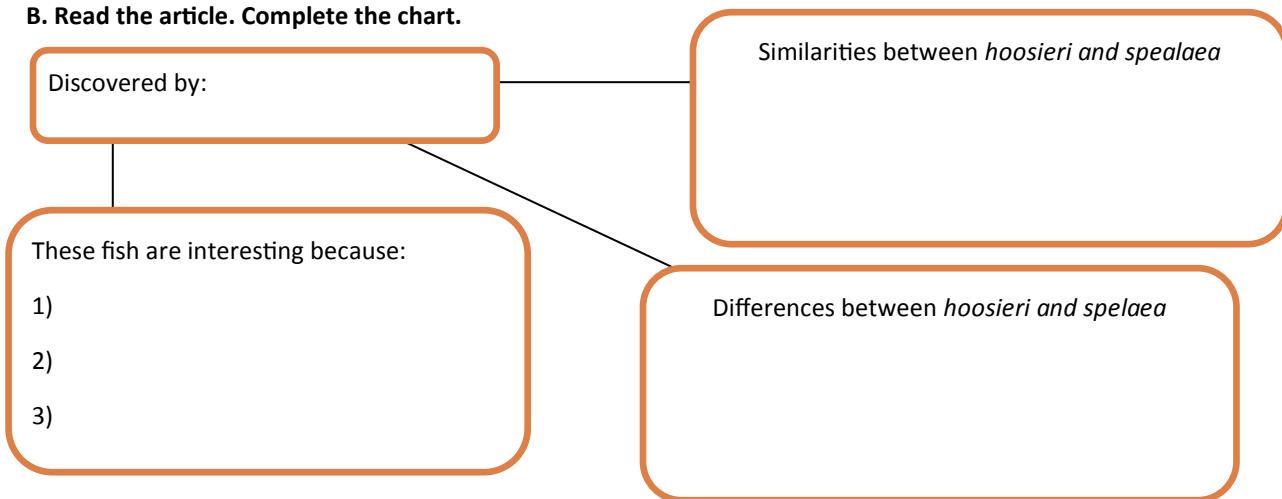 B. Read the article. Complete the chart.
Discovered by:
Similarities between hoosieri and spealaea
These fish are interesting because:
1)
2)
3)
Differences between hoosieri and spelaea